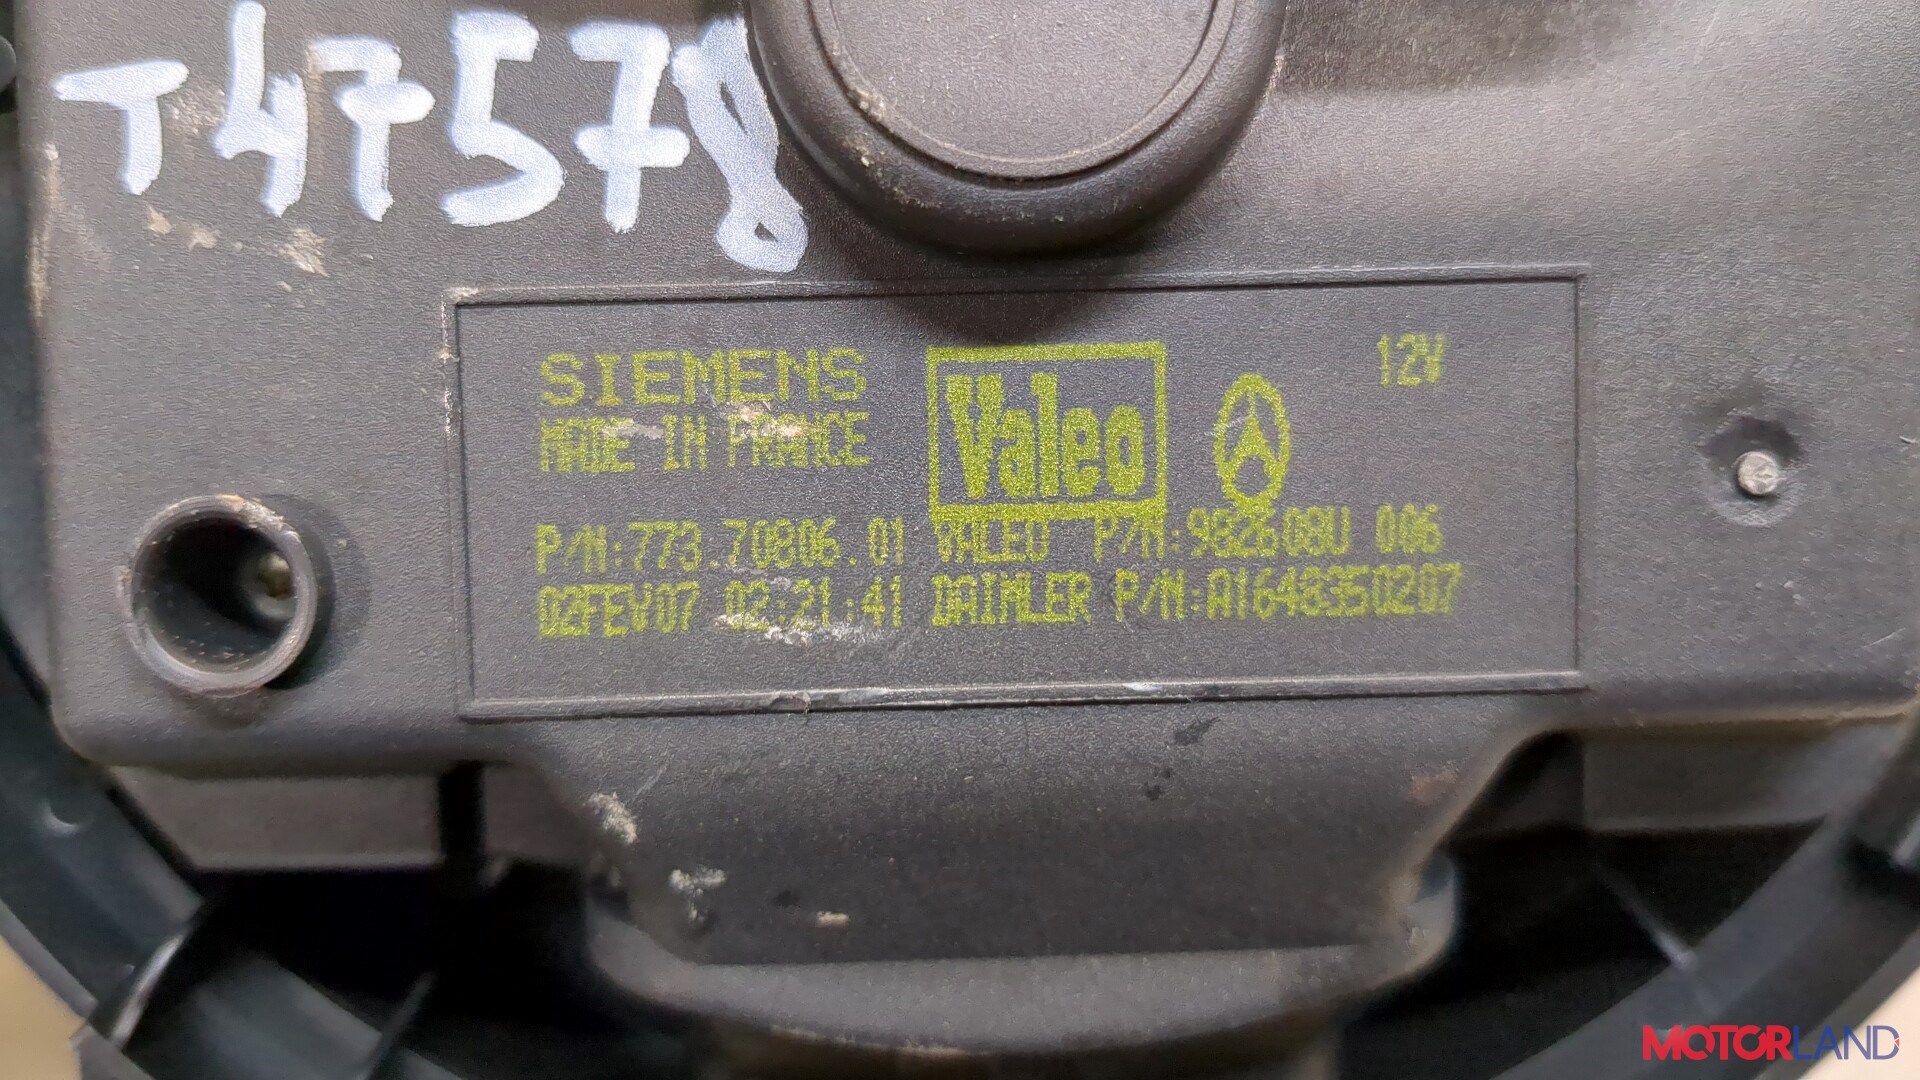 T47578
SIEMENS
MADE IN FRANCE
Valeo
12V
P/N:773.70806.01 VALEO P/N:982608U 006
02FEV07 02:21:41 DAIMLER P/N:A1648350207
MOTORLAND